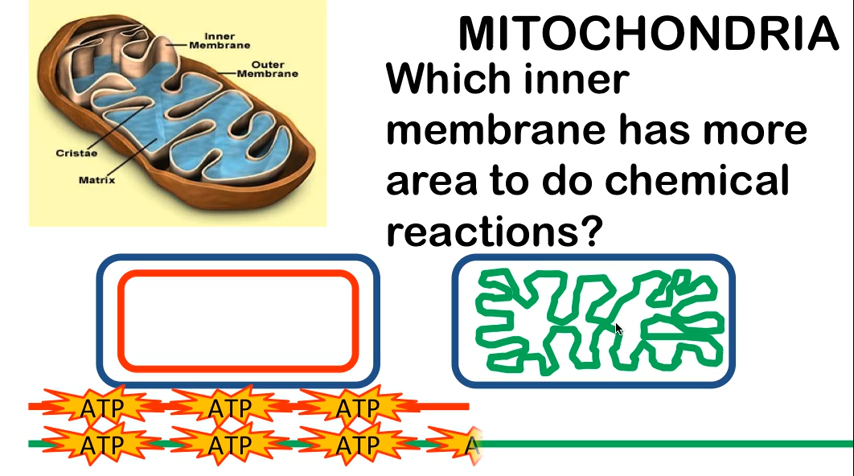 MITOCHONDRIA
Inner
Membrane
Outer
Membrane
Cristae
Matrix
Which inner
membrane has more
area to do chemical
reactions?
ATP ATP ATP
ATP ATP ATP A